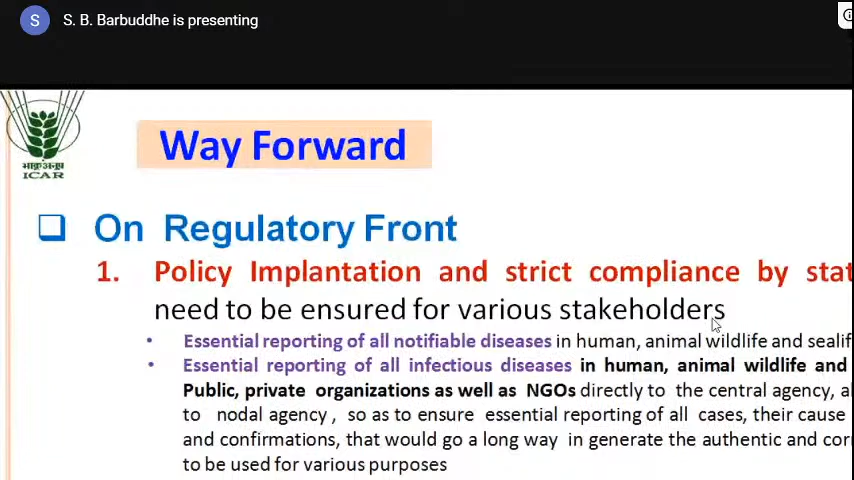 S
S. B. Barbuddhe is presenting
भाकृअनुप
ICAR
Way Forward
On Regulatory Front
1. Policy Implantation and strict compliance by
need to be ensured for various stakeholders
• Essential reporting of all notifiable diseases in human, animal wildlife and
• Essential reporting of all infectious diseases in human, animal wildlife and
Public, private organizations as well as NGOs directly to the central agency,
to nodal agency , so as to ensure essential reporting of all cases, their cause
and confirmations, that would go a long way in generate the authentic and
to be used for various purposes